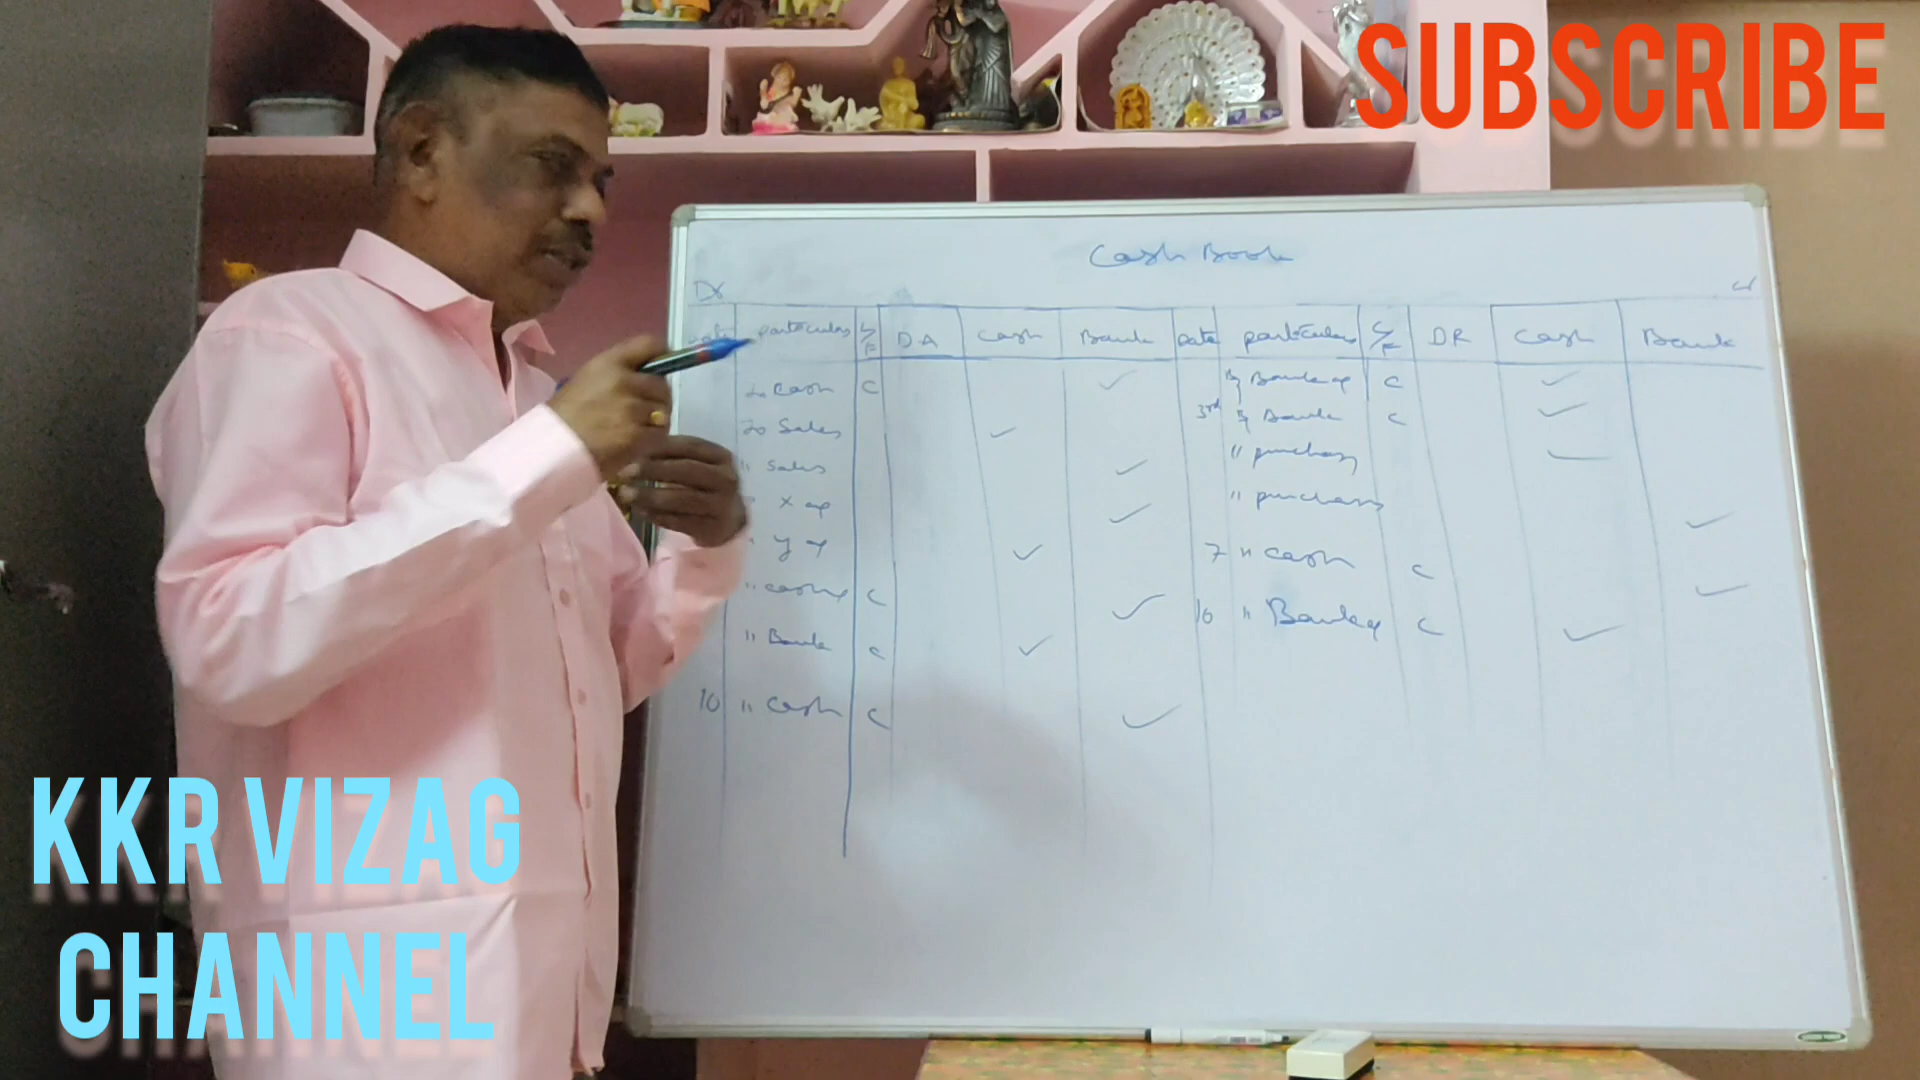 SUBSCRIBE
Cash Book
Dr Cr
particulars L/F D.A Cash Bank Date particulars L/F DR Cash Bank
To Cash C By Bank C
To Sales 3rd By Bank C
" Sales " purchases
X " purchases
" Y 7 " Cash C
" Cash C 10 " Bank C
" Bank C
10 " Cash C
KKR VIZAG
CHANNEL